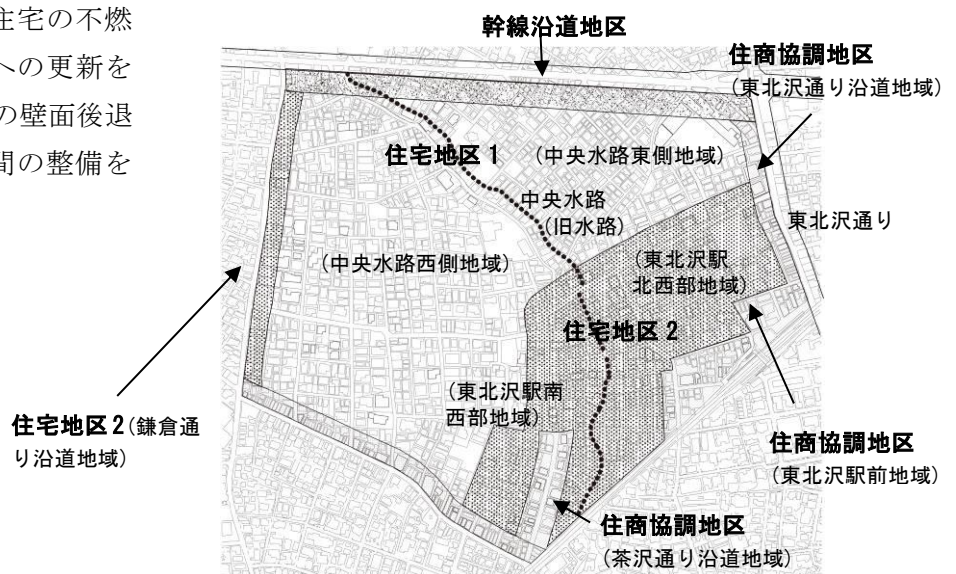 住宅の不燃
への更新を
の壁面後退
間の整備を
幹線沿道地区
住商協調地区
(東北沢通り沿道地域)
住宅地区1
(中央水路東側地域)
中央水路
(旧水路)
東北沢通り
(中央水路西側地域)
(東北沢駅
北西部地域)
住宅地区2
(東北沢駅南
西部地域)
住宅地区2(鎌倉通
り沿道地域)
住商協調地区
(東北沢駅前地域)
住商協調地区
(茶沢通り沿道地域)